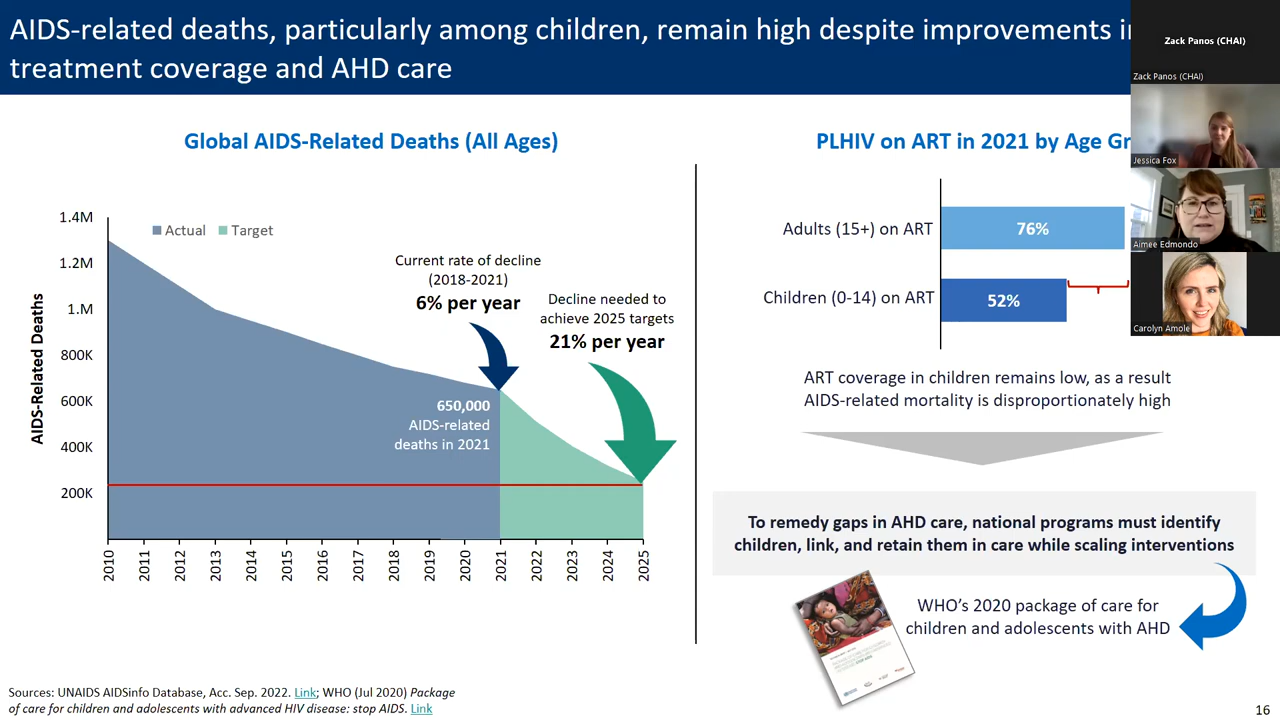 AIDS-related deaths, particularly among children, remain high despite improvements in
treatment coverage and AHD care
Zack Panos (CHAI)
Zack Panos (CHAI)
Jessica Fox
Aimee Edmondo
Carolyn Amole
Global AIDS-Related Deaths (All Ages)
AIDS-Related Deaths
1.4M
1.2M
1.M
800K
600K
400K
200K
Actual
Target
Current rate of decline
(2018-2021)
6% per year
Decline needed to
achieve 2025 targets
21% per year
650,000
AIDS-related
deaths in 2021
2010
2011
2012
2013
2014
2015
2016
2017
2018
2019
2020
2021
2022
2023
2024
2025
PLHIV on ART in 2021 by Age Gr
Adults (15+) on ART
76%
Children (0-14) on ART
52%
ART coverage in children remains low, as a result
AIDS-related mortality is disproportionately high
To remedy gaps in AHD care, national programs must identify
children, link, and retain them in care while scaling interventions
WHO's 2020 package of care for
children and adolescents with AHD
Sources: UNAIDS AIDSinfo Database, Acc. Sep. 2022. Link; WHO (Jul 2020) Package
of care for children and adolescents with advanced HIV disease: stop AIDS. Link
16